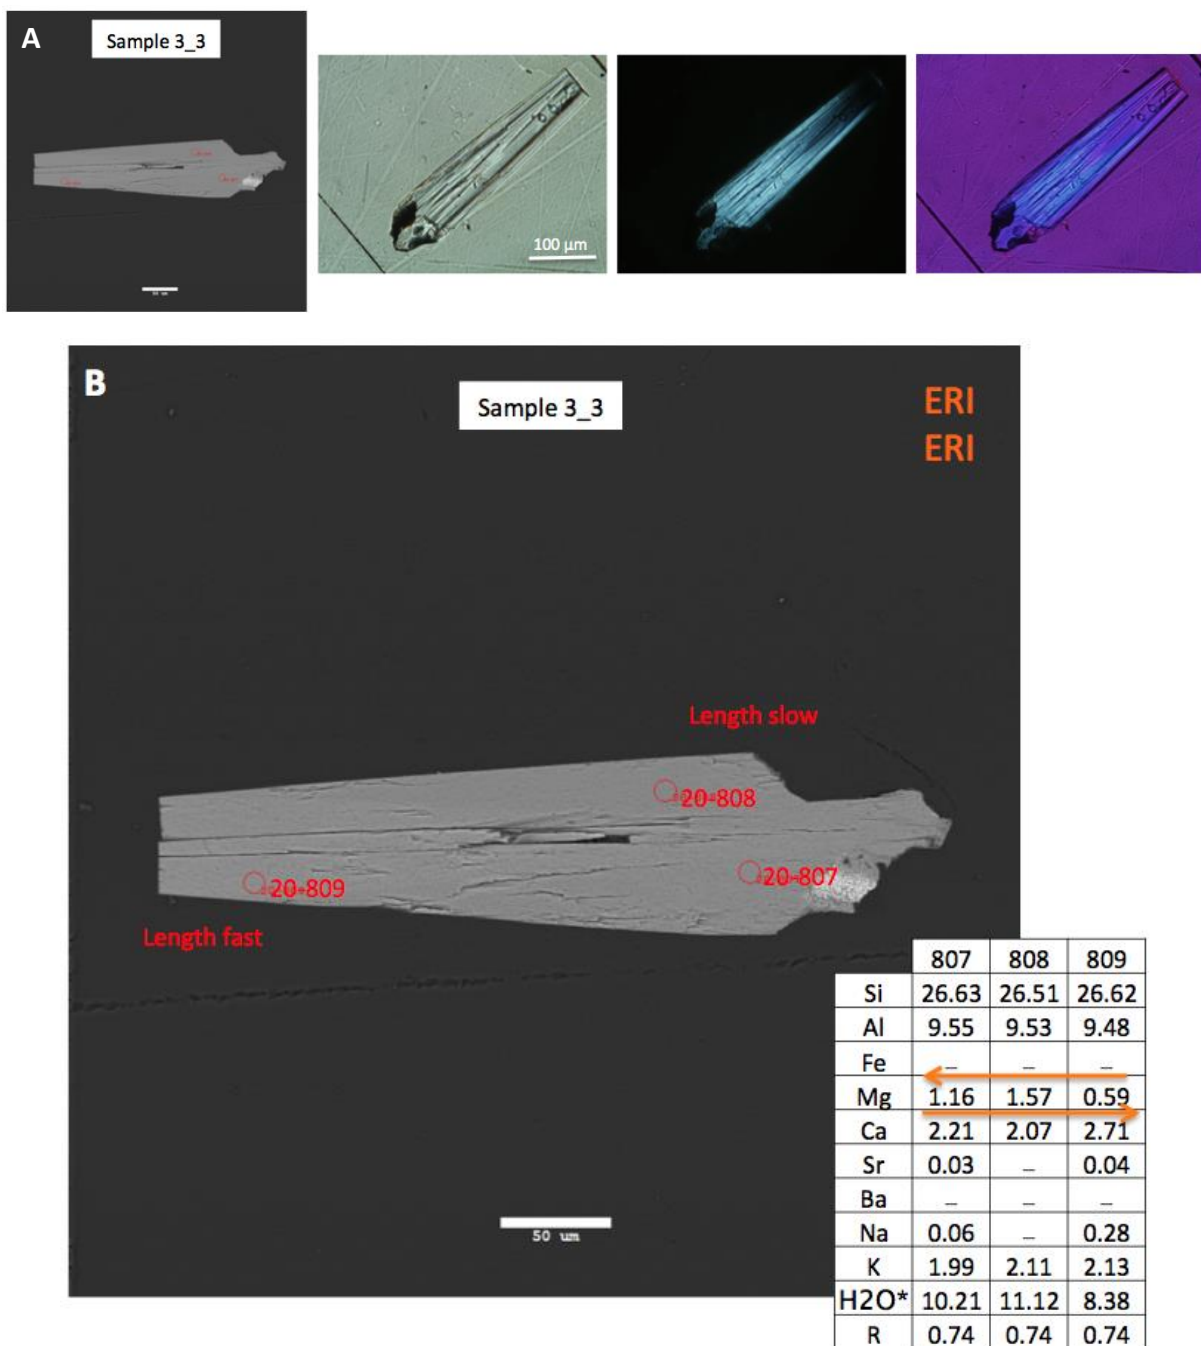 A
Sample 3_3
100 µm
B
Sample 3_3
ERI
ERI
Length slow
20-808
20-807
20-809
Length fast
50 um
807 808 809
Si 26.63 26.51 26.62
Al 9.55 9.53 9.48
Fe – – –
Mg 1.16 1.57 0.59
Ca 2.21 2.07 2.71
Sr 0.03 – 0.04
Ba – – –
Na 0.06 – 0.28
K 1.99 2.11 2.13
H2O* 10.21 11.12 8.38
R 0.74 0.74 0.74